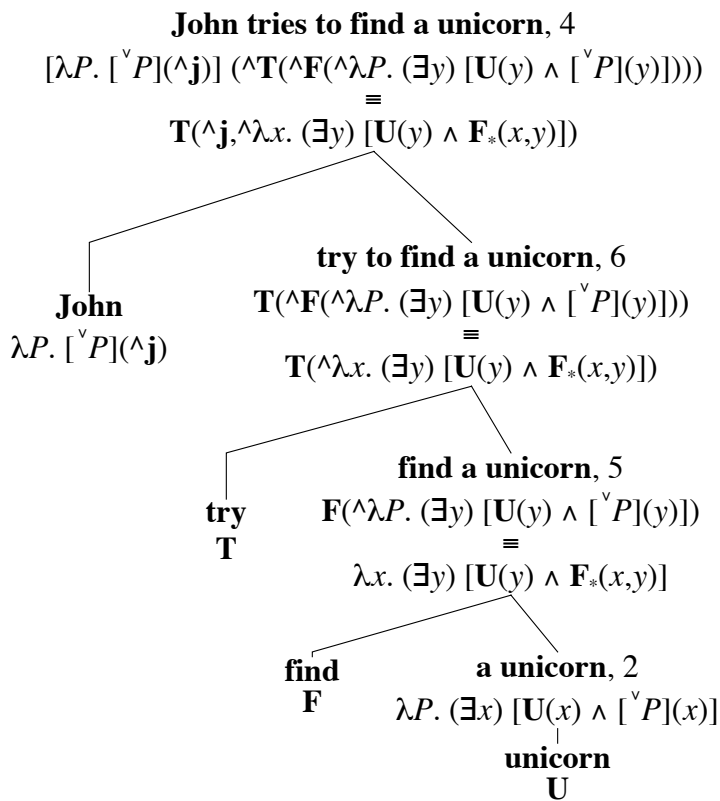 John tries to find a unicorn, 4
[λP. [ˇP](^j)] (^T(^F(^λP. (∃y) [U(y) ∧ [ˇP](y)])))
≡
T(^j,^λx. (∃y) [U(y) ∧ F*(x,y)])
try to find a unicorn, 6
John
T(^F(^λP. (∃y) [U(y) ∧ [ˇP](y)]))
λP. [ˇP](^j)
≡
T(^λx. (∃y) [U(y) ∧ F*(x,y)])
find a unicorn, 5
try
F(^λP. (∃y) [U(y) ∧ [ˇP](y)])
T
≡
λx. (∃y) [U(y) ∧ F*(x,y)]
find
a unicorn, 2
F
λP. (∃x) [U(x) ∧ [ˇP](x)]
unicorn
U